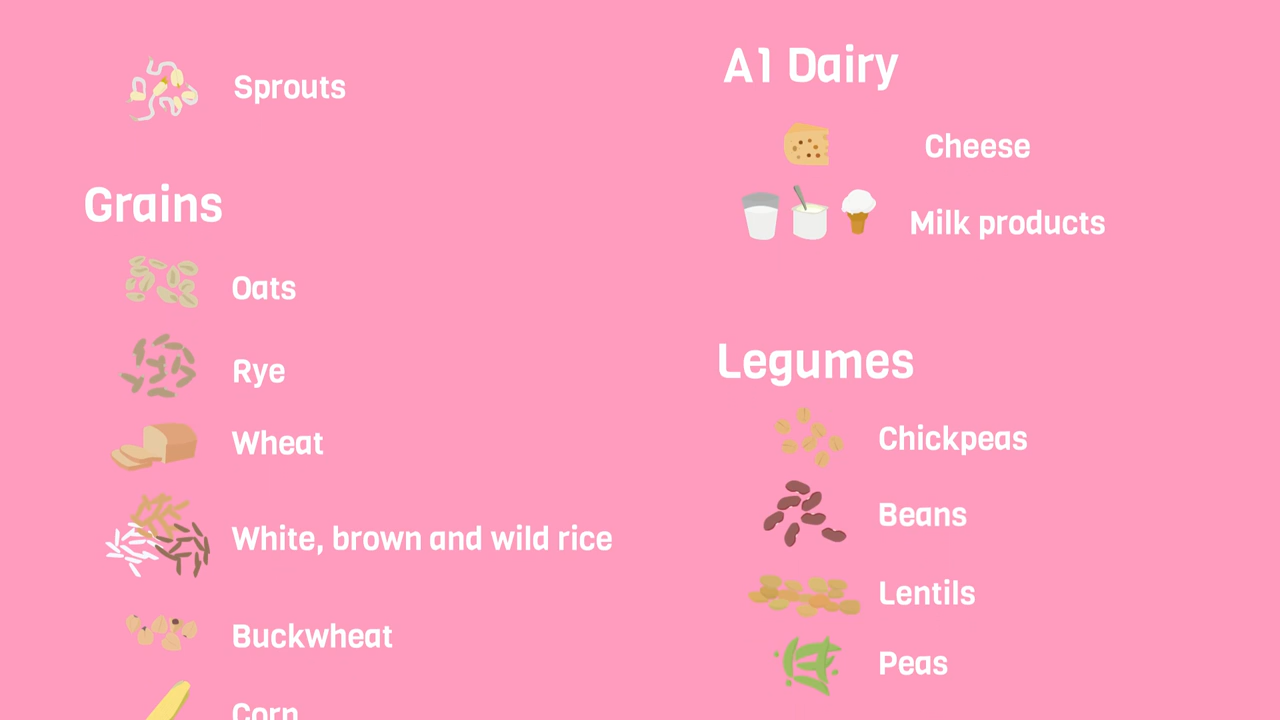 Sprouts
Grains
Oats
Rye
Wheat
White, brown and wild rice
Buckwheat
Corn
A1 Dairy
Cheese
Milk products
Legumes
Chickpeas
Beans
Lentils
Peas